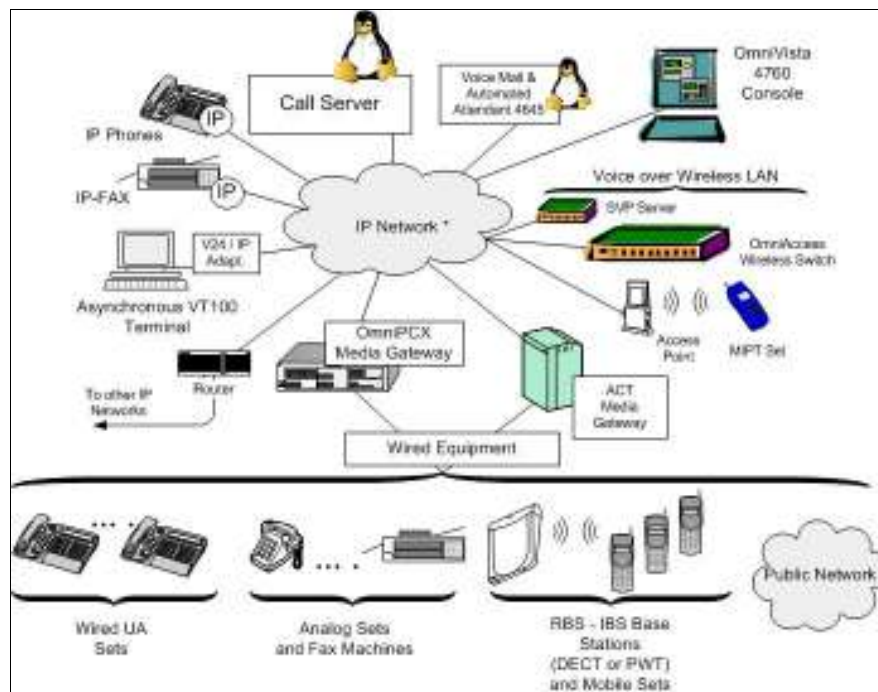 Call Server
Voice Mail &
Automated
Attendant 4645
OmniVista
4760
Console
IP
IP Phones
IP
IP-FAX
IP Network *
Voice over Wireless LAN
SVP Server
OmniAccess
Wireless Switch
V24 / IP
Adapt.
Asynchronous VT100
Terminal
OmniPCX
Media Gateway
Access
Point
MIPT Set
Router
To other IP
Networks
ACT
Media
Gateway
Wired Equipment
Public Network
Wired UA
Sets
Analog Sets
and Fax Machines
RBS - IBS Base
Stations
(DECT or PWT)
and Mobile Sets